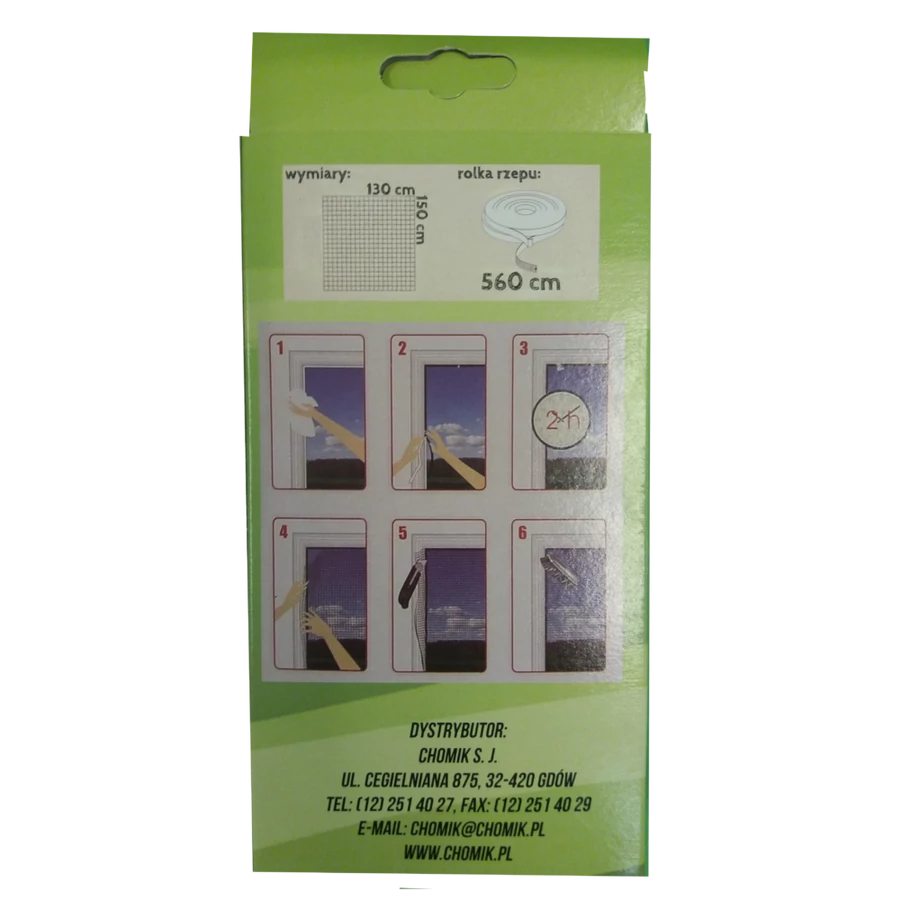 wymiary:
130 cm
150 cm
rolka rzepu:
560 cm
1
2
3
4
5
6
DYSTRYBUTOR:
CHOMIK S. J.
UL. CEGIELNIANA 875, 32-420 GDÓW
TEL: (12) 251 40 27, FAX: (12) 251 40 29
E-MAIL: CHOMIK@CHOMIK.PL
WWW.CHOMIK.PL